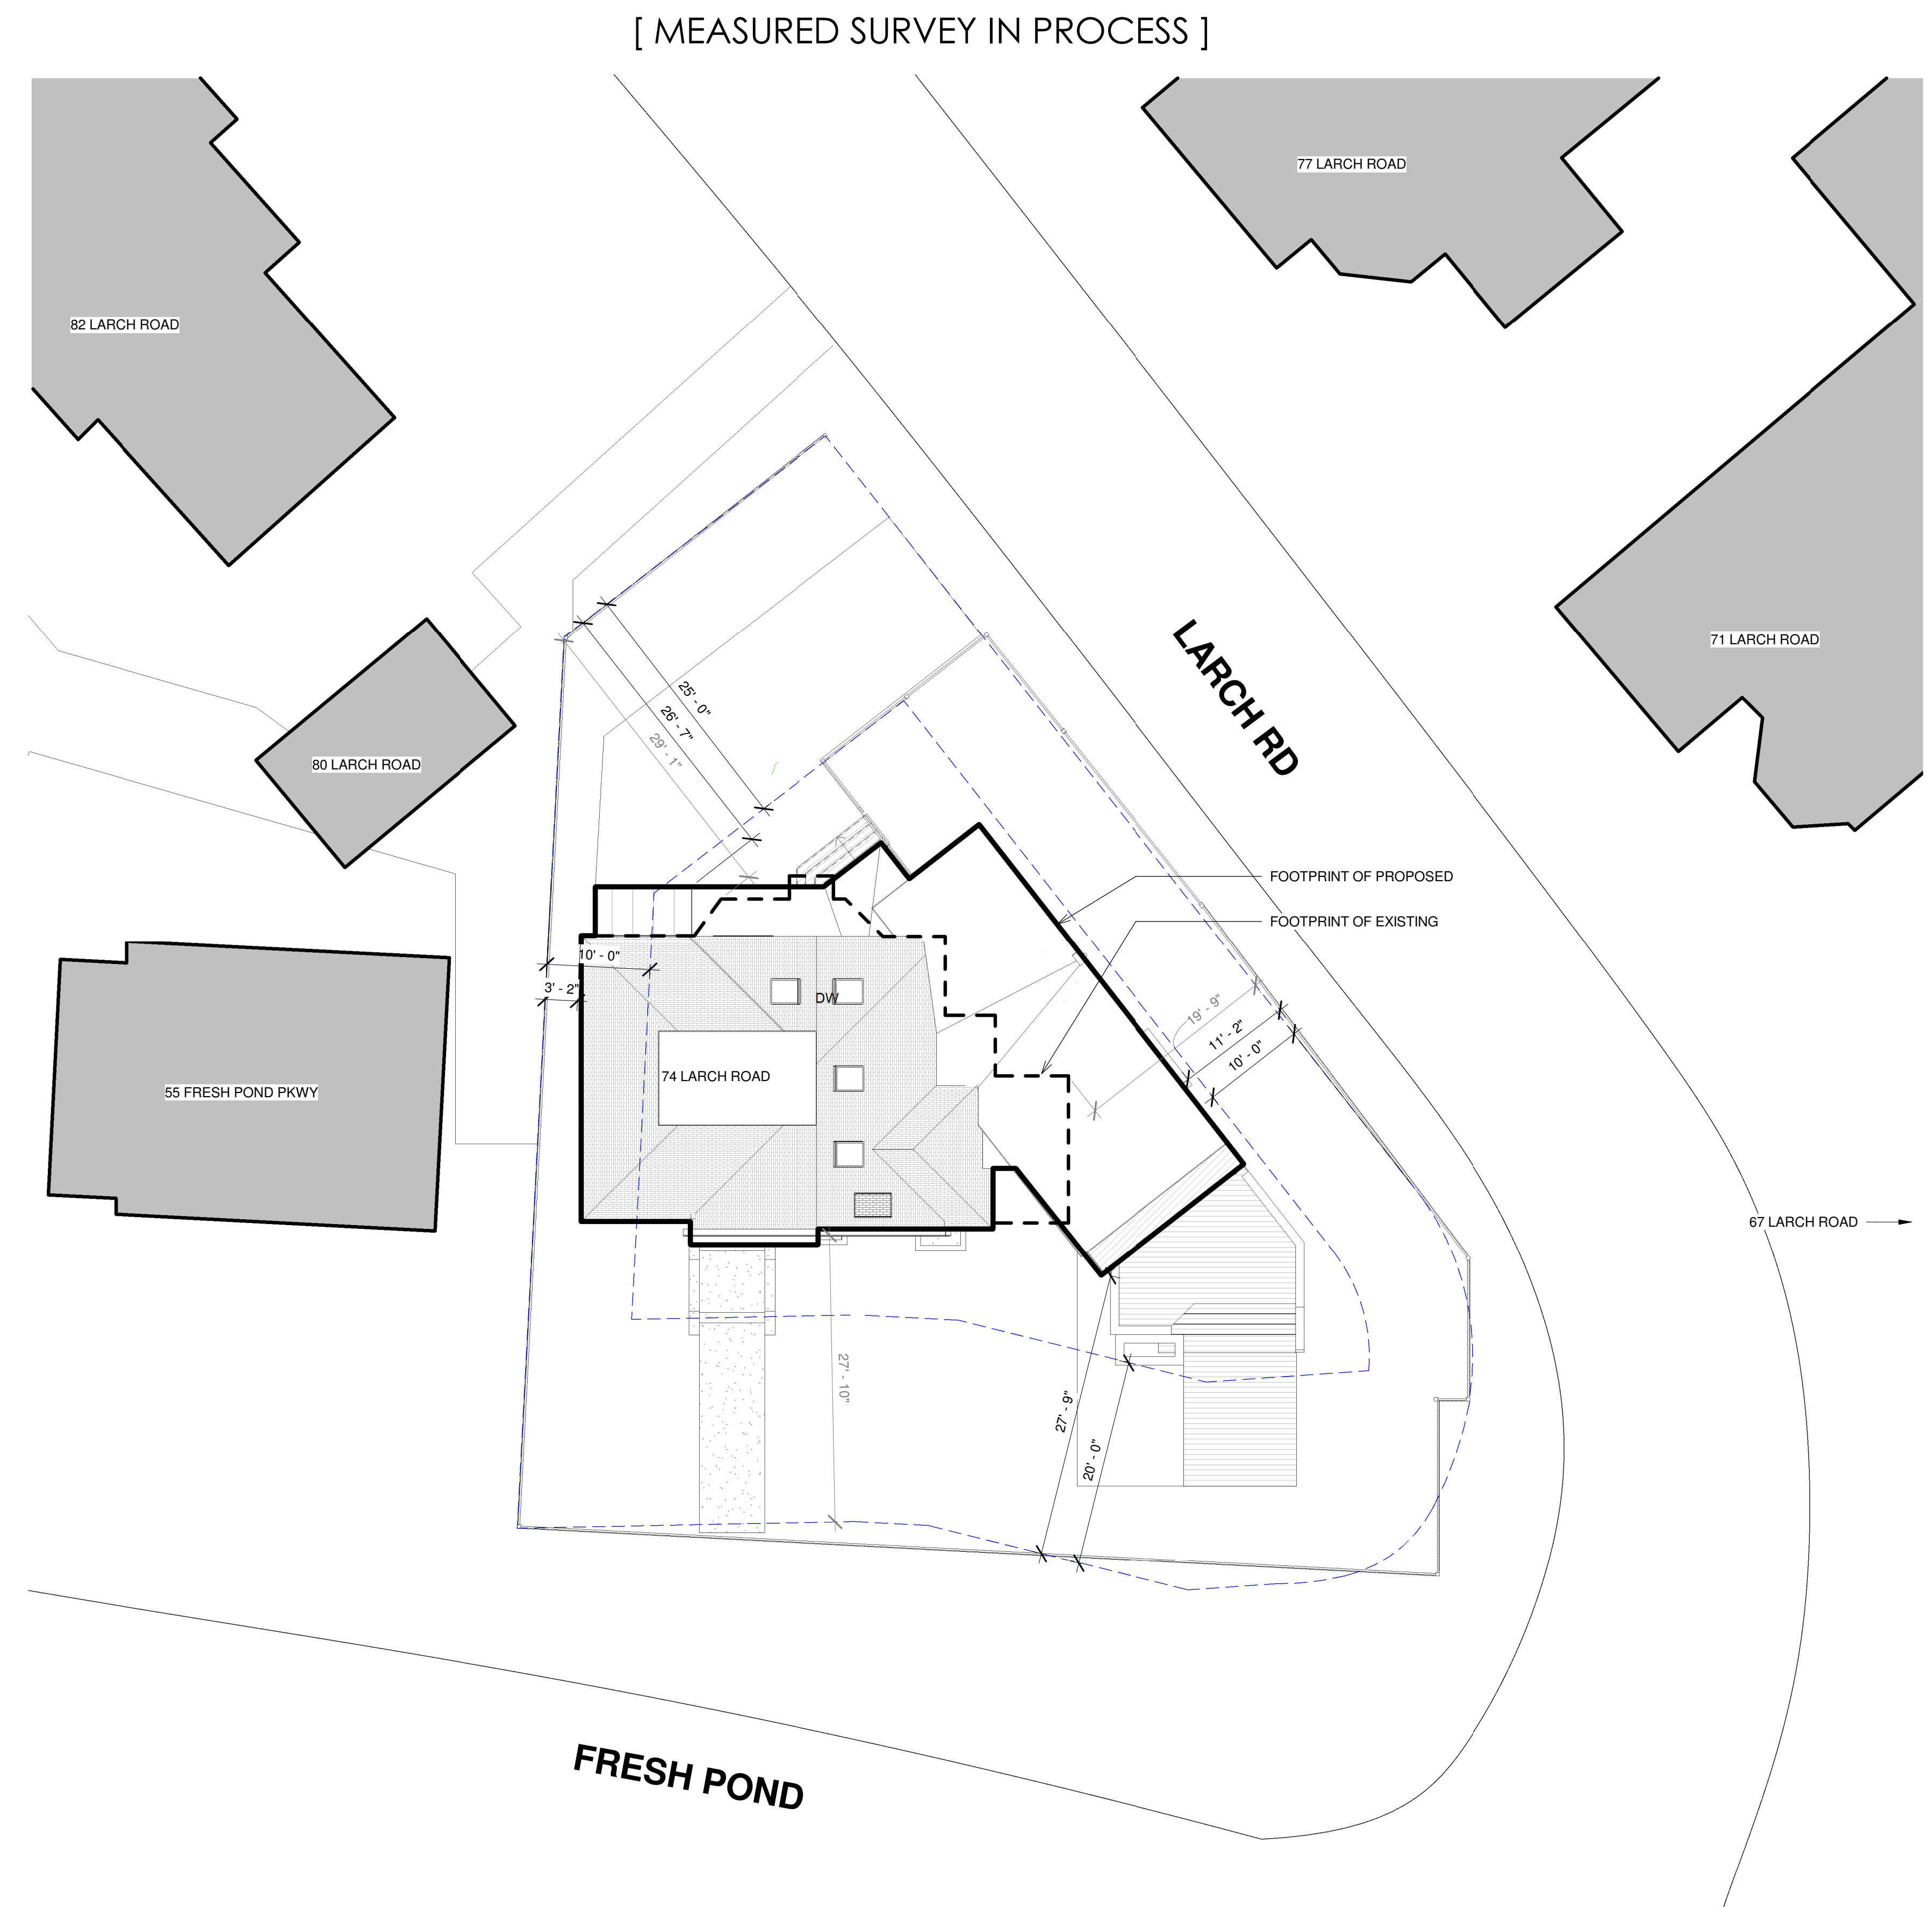 [ MEASURED SURVEY IN PROCESS ]
77 LARCH ROAD
82 LARCH ROAD
LARCH RD
71 LARCH ROAD
25' - 0"
26' - 7"
29' - 1"
80 LARCH ROAD
FOOTPRINT OF PROPOSED
FOOTPRINT OF EXISTING
10' - 0"
3' - 2"
DW
19' - 9"
11' - 2"
10' - 0"
74 LARCH ROAD
55 FRESH POND PKWY
67 LARCH ROAD
27' - 10"
27' - 9"
20' - 0"
FRESH POND